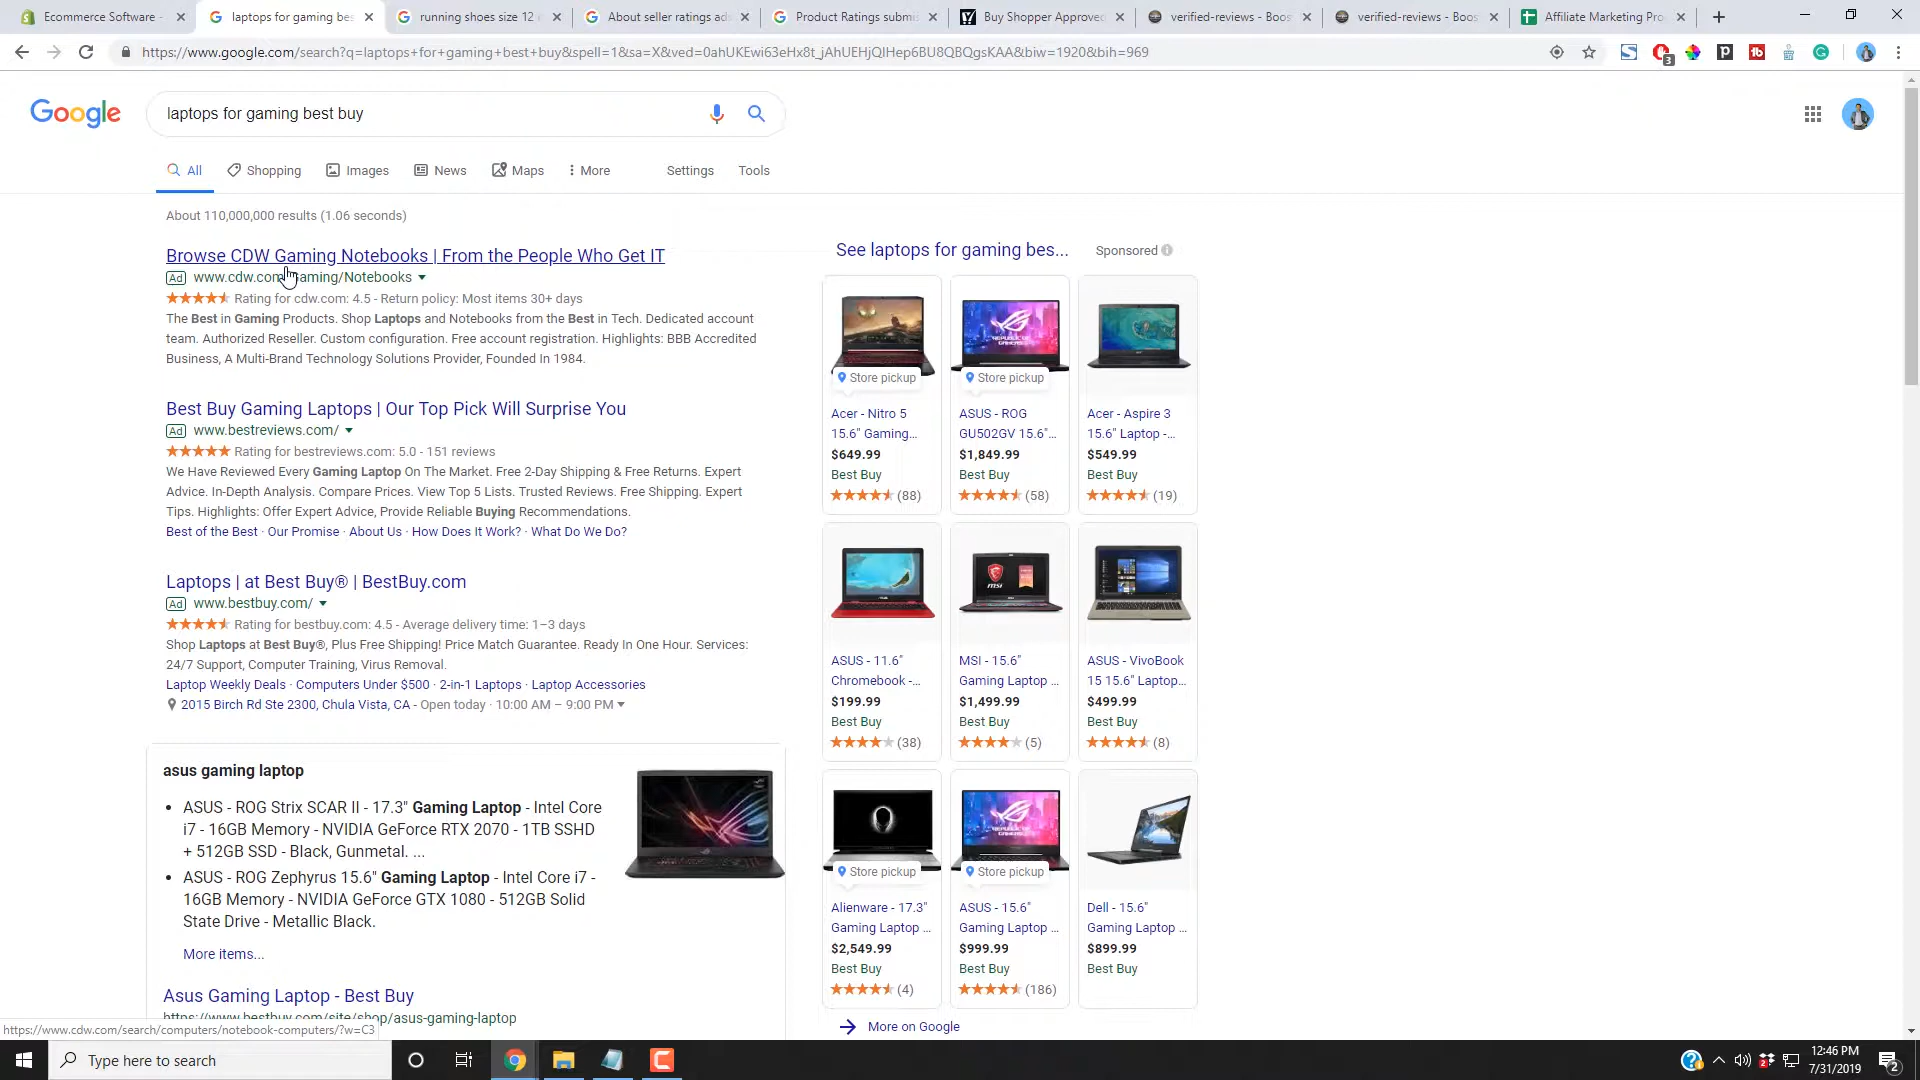 Ecommerce Software -
laptops for gaming bes
running shoes size 12
About seller ratings ads
Product Ratings submis
Buy Shopper Approved
verified-reviews - Boos
verified-reviews - Boos
Affiliate Marketing Pro
https://www.google.com/search?q=laptops+for+gaming+best+buy&spell=1&sa=X&ved=0ahUKEwi63eHx8t_jAhUEHjQIHep6BU8QBQgsKAA&biw=1920&bih=969
3
Google
laptops for gaming best buy
All
Shopping
Images
News
Maps
More
Settings
Tools
About 110,000,000 results (1.06 seconds)
Browse CDW Gaming Notebooks | From the People Who Get IT
Ad www.cdw.com/Gaming/Notebooks
Rating for cdw.com: 4.5 - Return policy: Most items 30+ days
The Best in Gaming Products. Shop Laptops and Notebooks from the Best in Tech. Dedicated account
team. Authorized Reseller. Custom configuration. Free account registration. Highlights: BBB Accredited
Business, A Multi-Brand Technology Solutions Provider, Founded In 1984.
Best Buy Gaming Laptops | Our Top Pick Will Surprise You
Ad www.bestreviews.com/
Rating for bestreviews.com: 5.0 - 151 reviews
We Have Reviewed Every Gaming Laptop On The Market. Free 2-Day Shipping & Free Returns. Expert
Advice. In-Depth Analysis. Compare Prices. View Top 5 Lists. Trusted Reviews. Free Shipping. Expert
Tips. Highlights: Offer Expert Advice, Provide Reliable Buying Recommendations.
Best of the Best · Our Promise · About Us · How Does It Work? · What Do We Do?
Laptops | at Best Buy® | BestBuy.com
Ad www.bestbuy.com/
Rating for bestbuy.com: 4.5 - Average delivery time: 1–3 days
Shop Laptops at Best Buy®, Plus Free Shipping! Price Match Guarantee. Ready In One Hour. Services:
24/7 Support, Computer Training, Virus Removal.
Laptop Weekly Deals · Computers Under $500 · 2-in-1 Laptops · Laptop Accessories
2015 Birch Rd Ste 2300, Chula Vista, CA - Open today · 10:00 AM – 9:00 PM
asus gaming laptop
• ASUS - ROG Strix SCAR II - 17.3" Gaming Laptop - Intel Core
i7 - 16GB Memory - NVIDIA GeForce RTX 2070 - 1TB SSHD
+ 512GB SSD - Black, Gunmetal. ...
• ASUS - ROG Zephyrus 15.6" Gaming Laptop - Intel Core i7 -
16GB Memory - NVIDIA GeForce GTX 1080 - 512GB Solid
State Drive - Metallic Black.
More items...
Asus Gaming Laptop - Best Buy
https://www.bestbuy.com/site/shop/asus-gaming-laptop
See laptops for gaming bes...
Sponsored
Store pickup
Acer - Nitro 5
15.6" Gaming...
$649.99
Best Buy
(88)
Store pickup
ASUS - ROG
GU502GV 15.6"...
$1,849.99
Best Buy
(58)
Acer - Aspire 3
15.6" Laptop -...
$549.99
Best Buy
(19)
ASUS - 11.6"
Chromebook -...
$199.99
Best Buy
(38)
MSI - 15.6"
Gaming Laptop ...
$1,499.99
Best Buy
(5)
ASUS - VivoBook
15 15.6" Laptop...
$499.99
Best Buy
(8)
Store pickup
Alienware - 17.3"
Gaming Laptop ...
$2,549.99
Best Buy
(4)
Store pickup
ASUS - 15.6"
Gaming Laptop ...
$999.99
Best Buy
(186)
Dell - 15.6"
Gaming Laptop ...
$899.99
Best Buy
More on Google
https://www.cdw.com/search/computers/notebook-computers/?w=C3
Type here to search
12:46 PM
7/31/2019
2